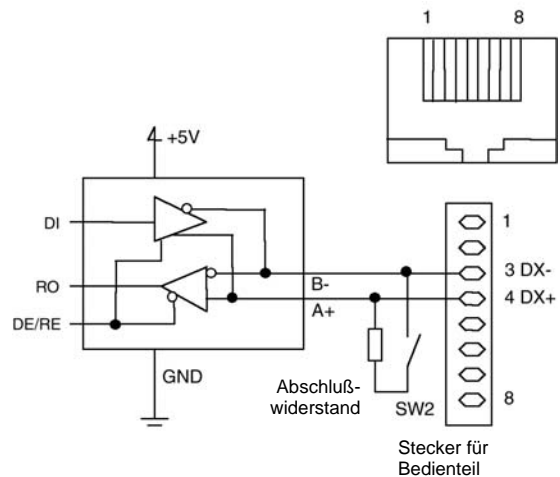 1 8
+5V
DI
RO
DE/RE
B-
A+
GND
1
3 DX-
4 DX+
8
Abschluß-
widerstand
SW2
Stecker für
Bedienteil